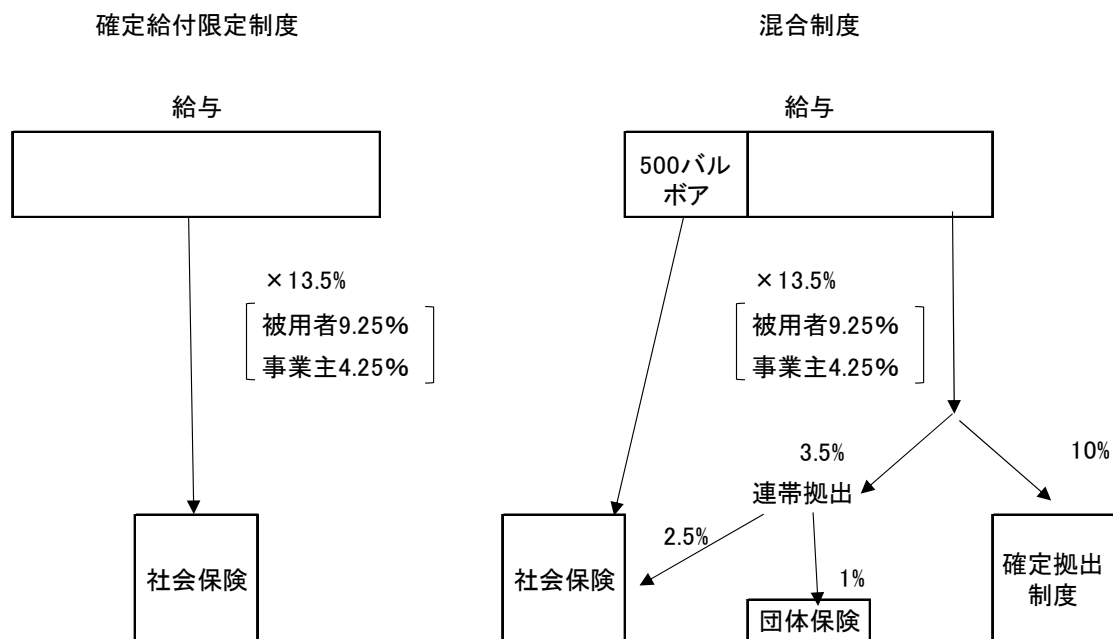 確定給付限定制度
給与
×13.5%
被用者9.25%
事業主4.25%
社会保険
混合制度
給与
500バル
ボア
×13.5%
被用者9.25%
事業主4.25%
3.5%
連帯拠出
10%
2.5%
1%
社会保険
団体保険
確定拠出
制度